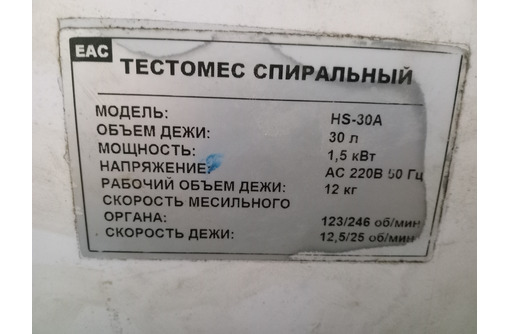 EAC ТЕСТОМЕС СПИРАЛЬНЫЙ
МОДЕЛЬ: HS-30A
ОБЪЕМ ДЕЖИ: 30 л
МОЩНОСТЬ: 1,5 кВт
НАПРЯЖЕНИЕ: АС 220В 50 Гц
РАБОЧИЙ ОБЪЕМ ДЕЖИ: 12 кг
СКОРОСТЬ МЕСИЛЬНОГО
ОРГАНА: 123/246 об/мин
СКОРОСТЬ ДЕЖИ: 12,5/25 об/мин